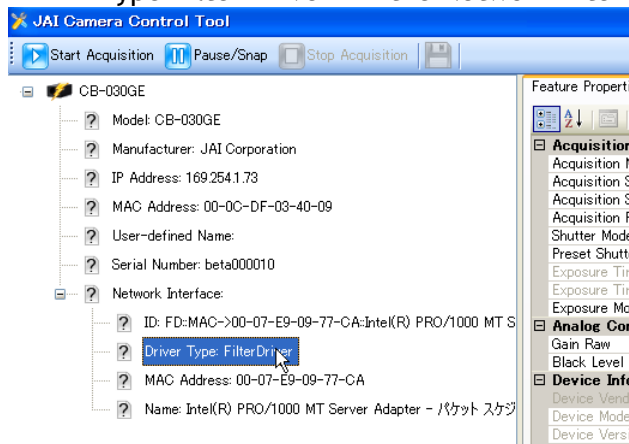 JAI Camera Control Tool
Start Acquisition Pause/Snap Stop Acquisition
CB-030GE
Model: CB-030GE
Manufacturer: JAI Corporation
IP Address: 169.254.1.73
MAC Address: 00-0C-DF-03-40-09
User-defined Name:
Serial Number: beta000010
Network Interface:
ID: FD::MAC->00-07-E9-09-77-CA::Intel(R) PRO/1000 MT S
Driver Type: FilterDriver
MAC Address: 00-07-E9-09-77-CA
Name: Intel(R) PRO/1000 MT Server Adapter - パケット スケジ
Feature Properti
Acquisition
Acquisition
Acquisition S
Acquisition S
Acquisition
Shutter Mode
Preset Shutt
Exposure Tir
Exposure Tir
Exposure Mo
Analog Con
Gain Raw
Black Level
Device Info
Device Vend
Device Mode
Device Vers